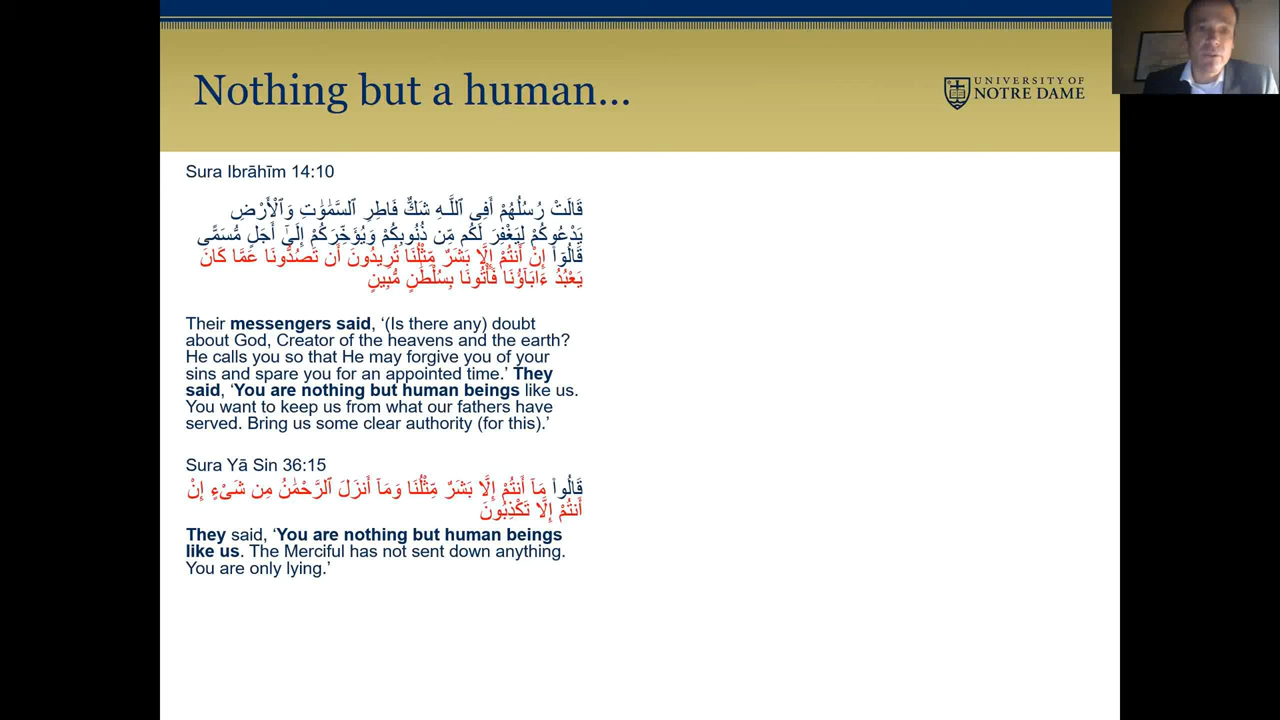 Nothing but a human...
UNIVERSITY OF
NOTRE DAME
Sura Ibrāhīm 14:10
قَالَتْ رُسُلُهُمْ أَفِى ٱللَّـهِ شَكٌّ فَاطِرِ ٱلسَّمَـٰوَٰتِ وَٱلْأَرْضِ
يَدْعُوكُمْ لِيَغْفِرَ لَكُم مِّن ذُنُوبِكُمْ وَيُؤَخِّرَكُمْ إِلَىٰٓ أَجَلٍ مُّسَمًّى
قَالُوٓا۟ إِنْ أَنتُمْ إِلَّا بَشَرٌ مِّثْلُنَا تُرِيدُونَ أَن تَصُدُّونَا عَمَّا كَانَ
يَعْبُدُ ءَابَآؤُنَا فَأْتُونَا بِسُلْطَـٰنٍ مُّبِينٍ
Their messengers said, ‘(Is there any) doubt
about God, Creator of the heavens and the earth?
He calls you so that He may forgive you of your
sins and spare you for an appointed time.’ They
said, ‘You are nothing but human beings like us.
You want to keep us from what our fathers have
served. Bring us some clear authority (for this).’
Sura Yā Sin 36:15
قَالُوا۟ مَآ أَنتُمْ إِلَّا بَشَرٌ مِّثْلُنَا وَمَآ أَنزَلَ ٱلرَّحْمَـٰنُ مِن شَىْءٍ إِنْ
أَنتُمْ إِلَّا تَكْذِبُونَ
They said, ‘You are nothing but human beings
like us. The Merciful has not sent down anything.
You are only lying.’